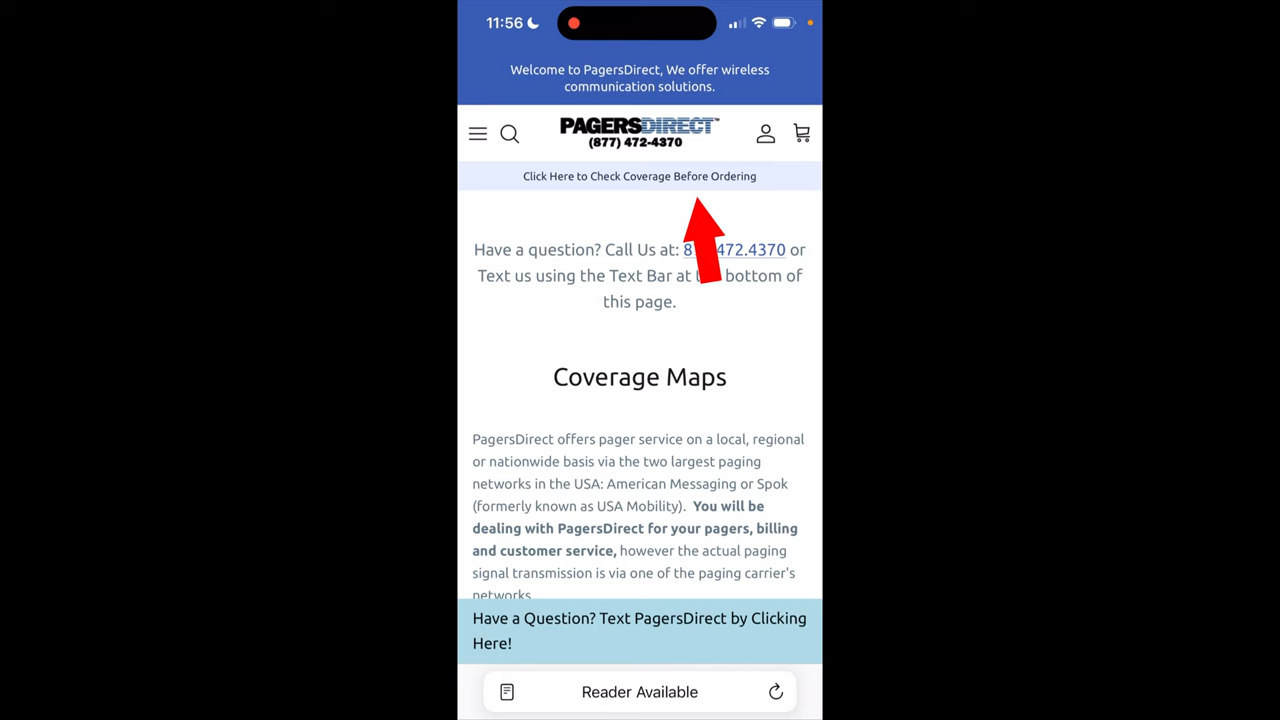 11:56
Welcome to PagersDirect, We offer wireless
communication solutions.
PAGERSDIRECT™
(877) 472-4370
Click Here to Check Coverage Before Ordering
Have a question? Call Us at: 8 472.4370 or
Text us using the Text Bar at bottom of
this page.
Coverage Maps
PagersDirect offers pager service on a local, regional
or nationwide basis via the two largest paging
networks in the USA: American Messaging or Spok
(formerly known as USA Mobility). You will be
dealing with PagersDirect for your pagers, billing
and customer service, however the actual paging
signal transmission is via one of the paging carrier's
networks.
Have a Question? Text PagersDirect by Clicking
Here!
Reader Available